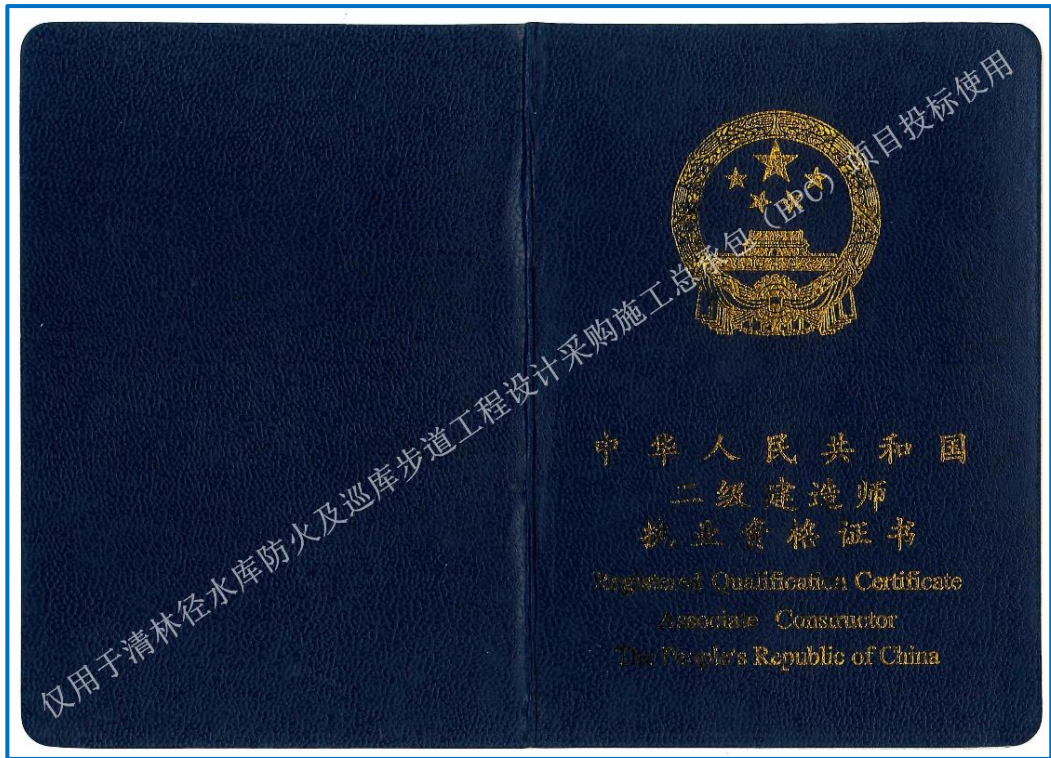 中华人民共和国
二级建造师
执业资格证书
Registered Qualification Certificate
Associate Constructor
The People's Republic of China
仅用于清林径水库防火及巡库步道工程设计采购施工总承包（EPC）项目投标使用